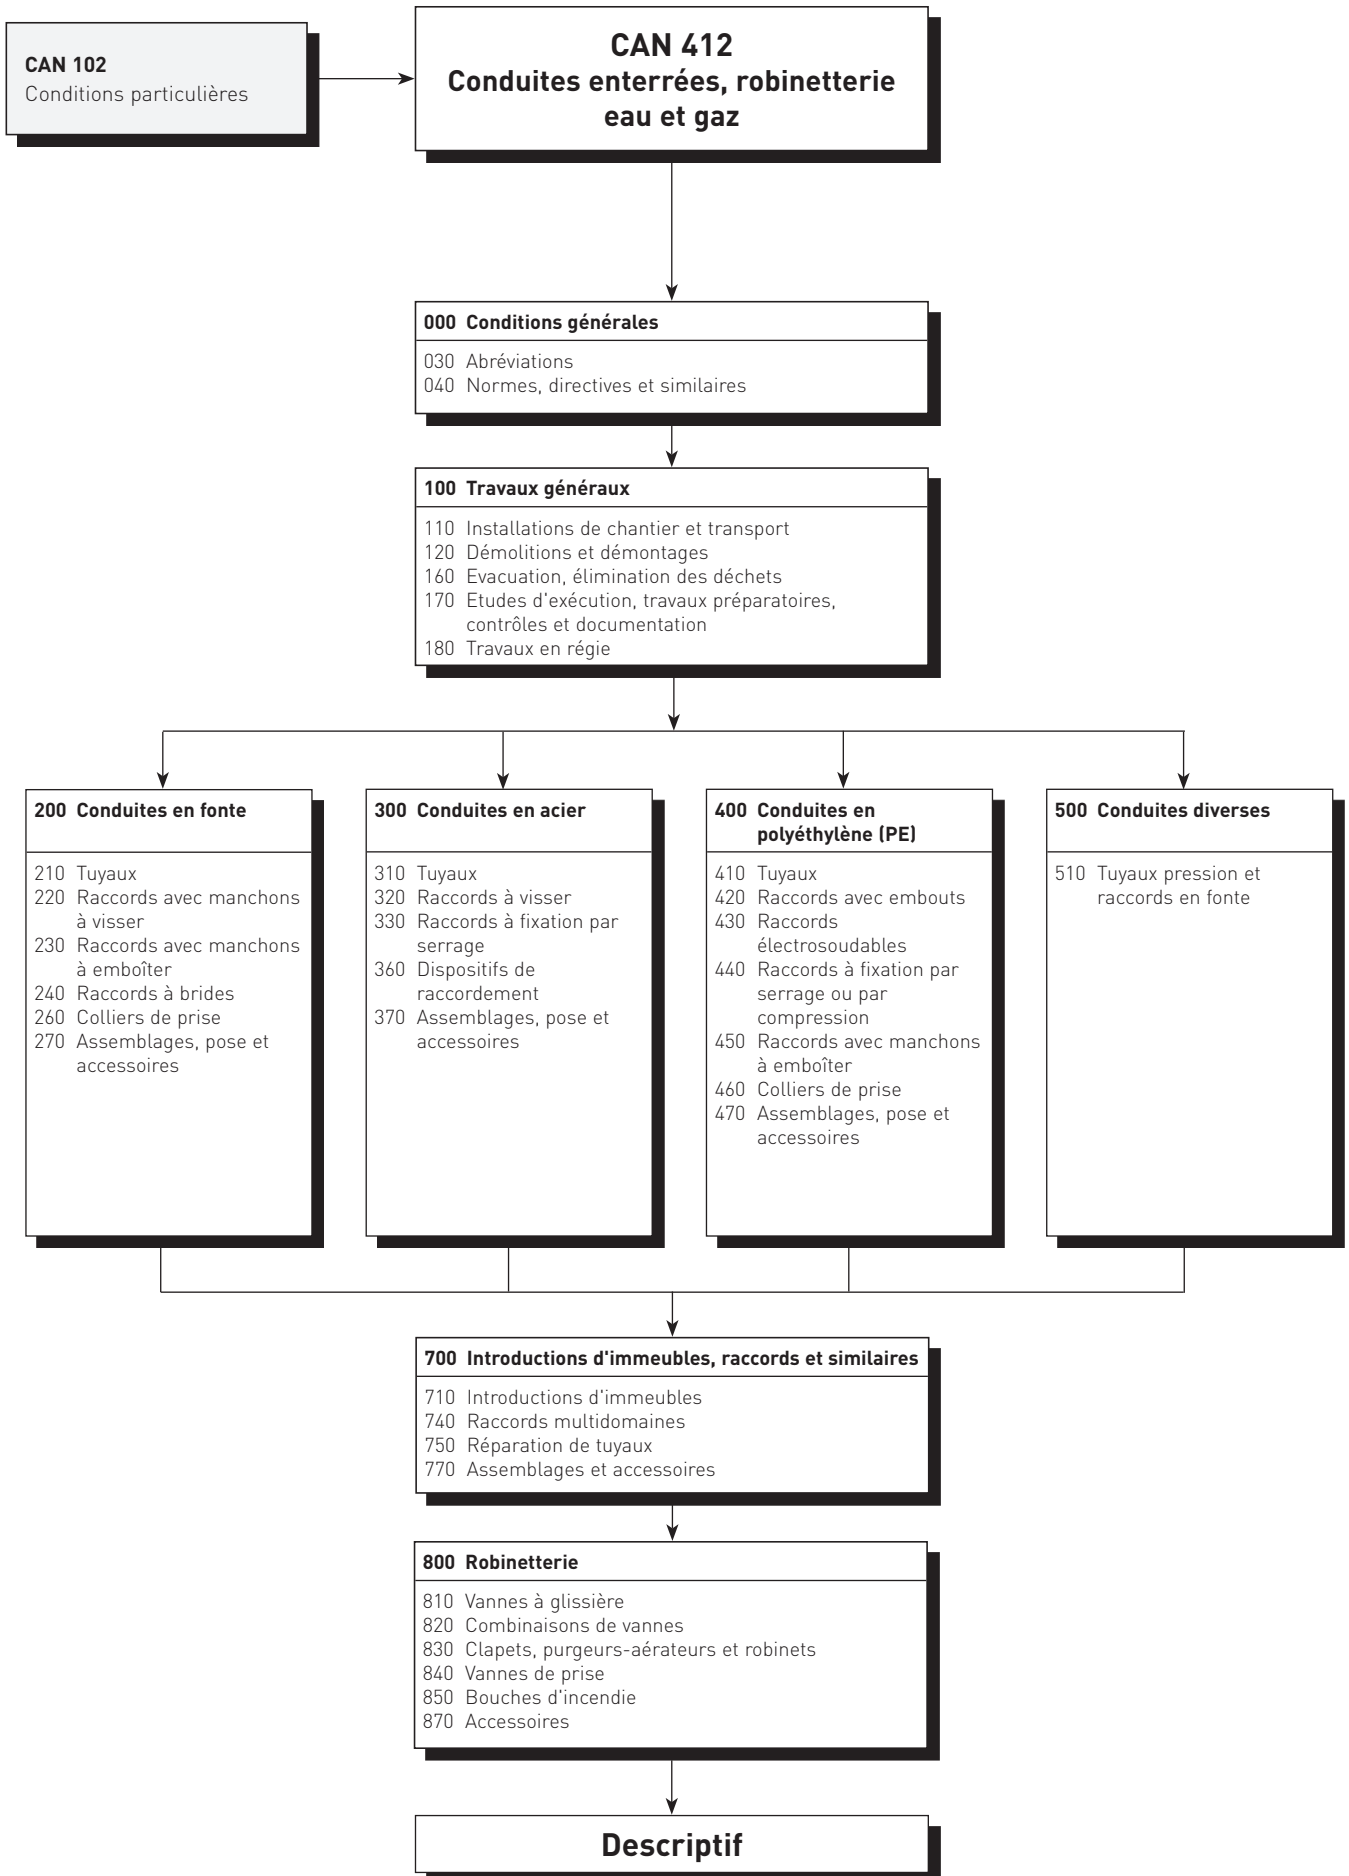 CAN 102
Conditions particulières
CAN 412
Conduites enterrées, robinetterie
eau et gaz
000 Conditions générales
030 Abréviations
040 Normes, directives et similaires
100 Travaux généraux
110 Installations de chantier et transport
120 Démolitions et démontages
160 Evacuation, élimination des déchets
170 Etudes d'exécution, travaux préparatoires,
contrôles et documentation
180 Travaux en régie
200 Conduites en fonte
210 Tuyaux
220 Raccords avec manchons
à visser
230 Raccords avec manchons
à emboîter
240 Raccords à brides
260 Colliers de prise
270 Assemblages, pose et
accessoires
300 Conduites en acier
310 Tuyaux
320 Raccords à visser
330 Raccords à fixation par
serrage
360 Dispositifs de
raccordement
370 Assemblages, pose et
accessoires
400 Conduites en
polyéthylène (PE)
410 Tuyaux
420 Raccords avec embouts
430 Raccords
électrosoudables
440 Raccords à fixation par
serrage ou par
compression
450 Raccords avec manchons
à emboîter
460 Colliers de prise
470 Assemblages, pose et
accessoires
500 Conduites diverses
510 Tuyaux pression et
raccords en fonte
700 Introductions d'immeubles, raccords et similaires
710 Introductions d'immeubles
740 Raccords multidomaines
750 Réparation de tuyaux
770 Assemblages et accessoires
800 Robinetterie
810 Vannes à glissière
820 Combinaisons de vannes
830 Clapets, purgeurs-aérateurs et robinets
840 Vannes de prise
850 Bouches d'incendie
870 Accessoires
Descriptif